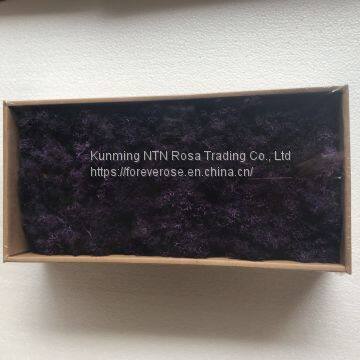 Kunming NTN Rosa Trading Co., Ltd
https://foreverose.en.china.cn/